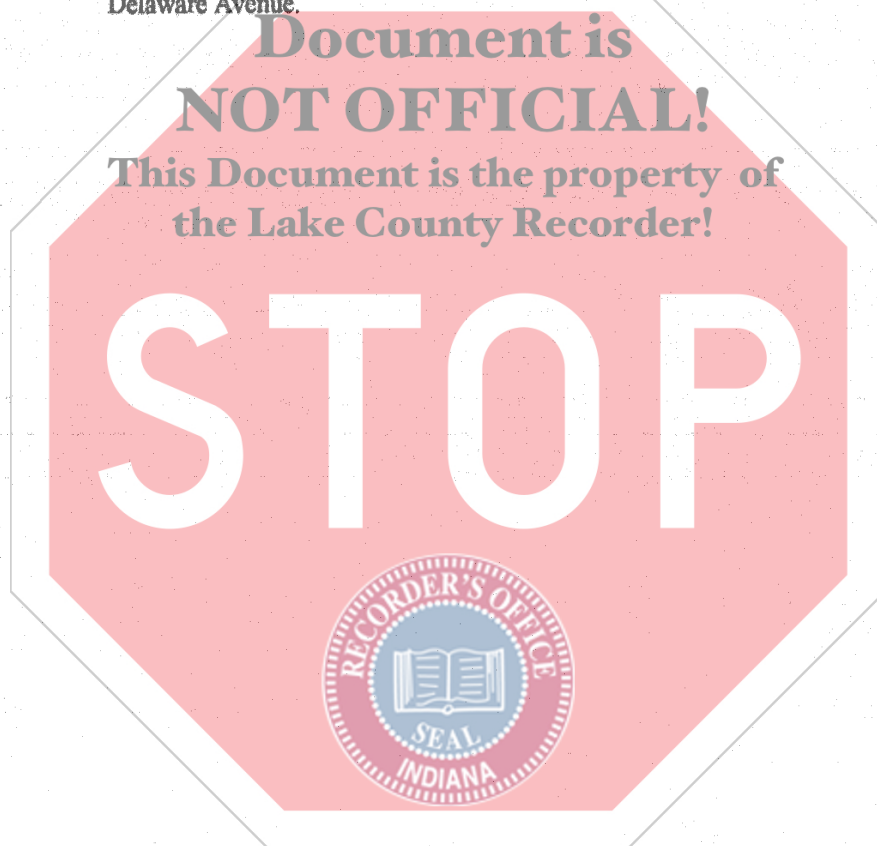 Delaware Avenue.
Document is
NOT OFFICIAL!
This Document is the property of
the Lake County Recorder!
STOP
RECORDER'S OFFICE
SEAL
INDIANA